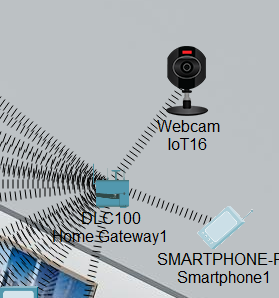 Webcam
IoT16
DLC100
Home Gateway1
SMARTPHONE-P
Smartphone1